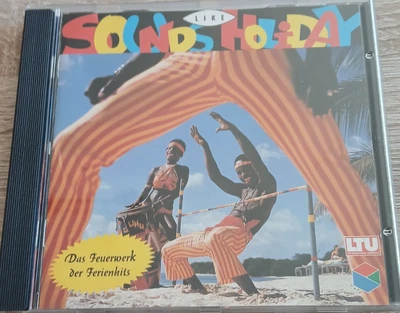 SOUNDS LIKE HOLIDAY
Das Feuerwerk
der Ferienhits
LTU